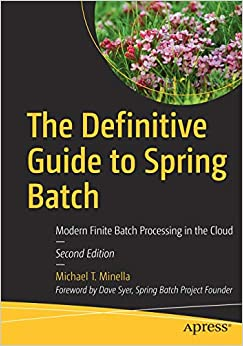 The Definitive
Guide to Spring
Batch
Modern Finite Batch Processing in the Cloud
—
Second Edition
—
Michael T. Minella
Foreword by Dave Syer, Spring Batch Project Founder
Apress®